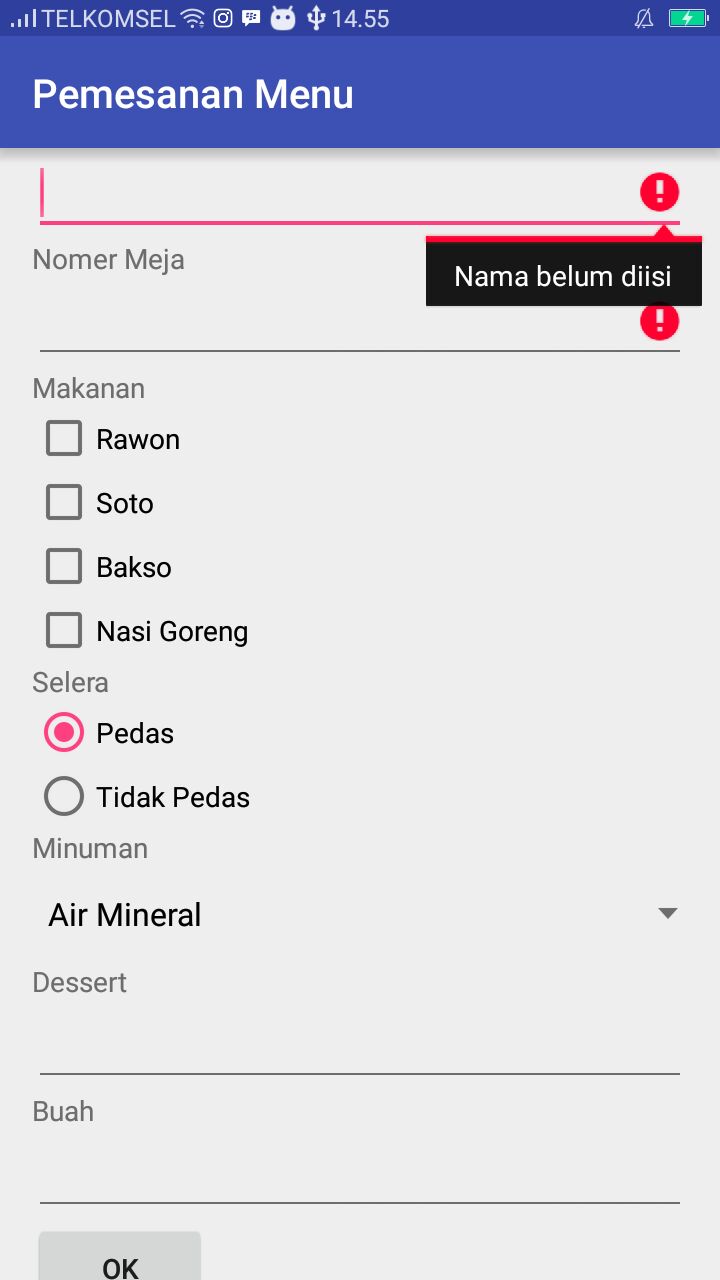 TELKOMSEL 14.55
Pemesanan Menu
Nomer Meja
Nama belum diisi
Makanan
Rawon
Soto
Bakso
Nasi Goreng
Selera
Pedas
Tidak Pedas
Minuman
Air Mineral
Dessert
Buah
OK